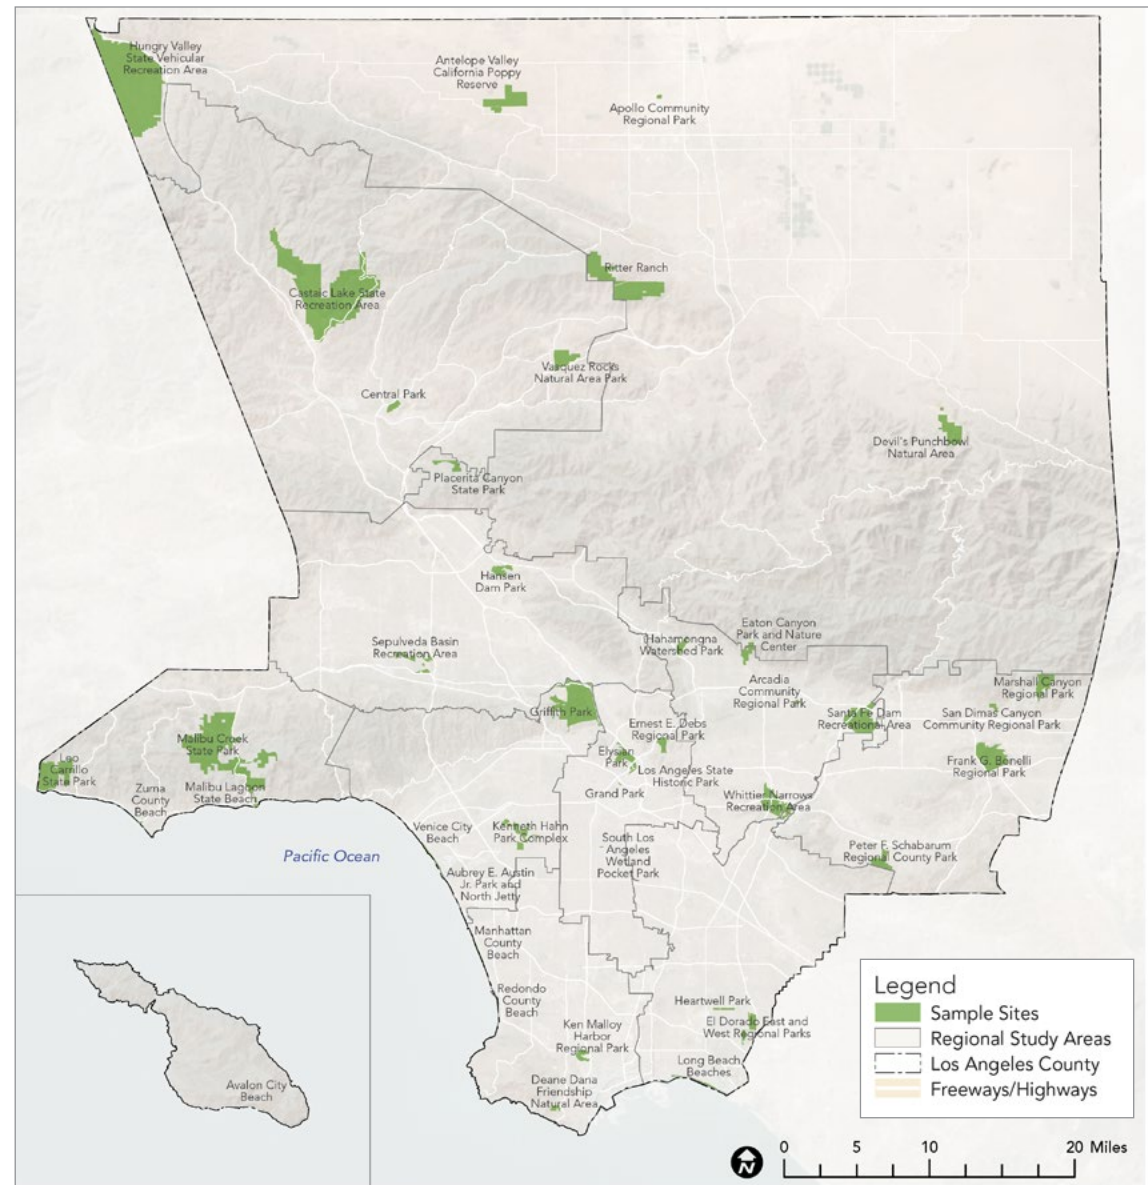 Hungry Valley
State Vehicular
Recreation Area
Antelope Valley
California Poppy
Reserve
Apollo Community
Regional Park
Ritter Ranch
Castaic Lake State
Recreation Area
Vasquez Rocks
Natural Area Park
Central Park
Devil's Punchbowl
Natural Area
Placerita Canyon
State Park
Hansen
Dam Park
Sepulveda Basin
Recreation Area
Hahamongna
Watershed Park
Eaton Canyon
Park and Nature
Center
Arcadia
Community
Regional Park
Marshall Canyon
Regional Park
Griffith Park
Ernest E. Debs
Regional Park
Santa Fe Dam
Recreational Area
San Dimas Canyon
Community Regional Park
Malibu Creek
State Park
Elysian
Park
Los Angeles State
Historic Park
Frank G. Bonelli
Regional Park
Leo
Carrillo
State Park
Zuma
County
Beach
Malibu Lagoon
State Beach
Grand Park
Whittier Narrows
Recreation Area
Venice City
Beach
Kenneth Hahn
Park Complex
South Los
Angeles
Wetland
Pocket Park
Peter F. Schabarum
Regional County Park
Pacific Ocean
Aubrey E. Austin
Jr. Park and
North Jetty
Manhattan
County
Beach
Redondo
County
Beach
Heartwell Park
El Dorado East and
West Regional Parks
Ken Malloy
Harbor
Regional Park
Long Beach
Beaches
Deane Dana
Friendship
Natural Area
Avalon City
Beach
Legend
Sample Sites
Regional Study Areas
Los Angeles County
Freeways/Highways
N
0 5 10 20 Miles